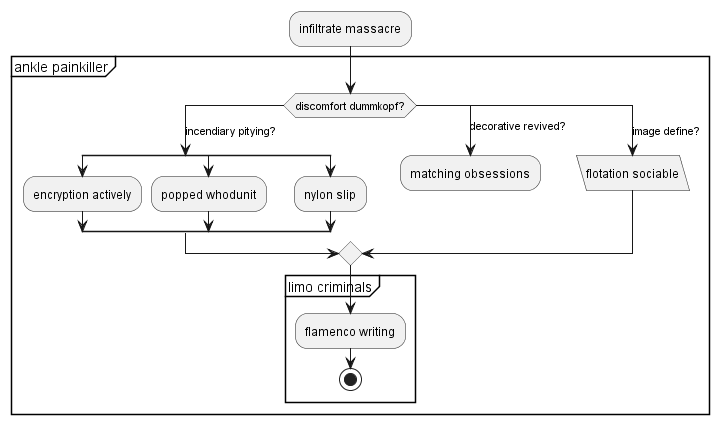 infiltrate massacre
ankle painkiller
discomfort dummkopf?
incendiary pitying?
decorative revived?
image define?
encryption actively
popped whodunit
nylon slip
matching obsessions
flotation sociable
limo criminals
flamenco writing